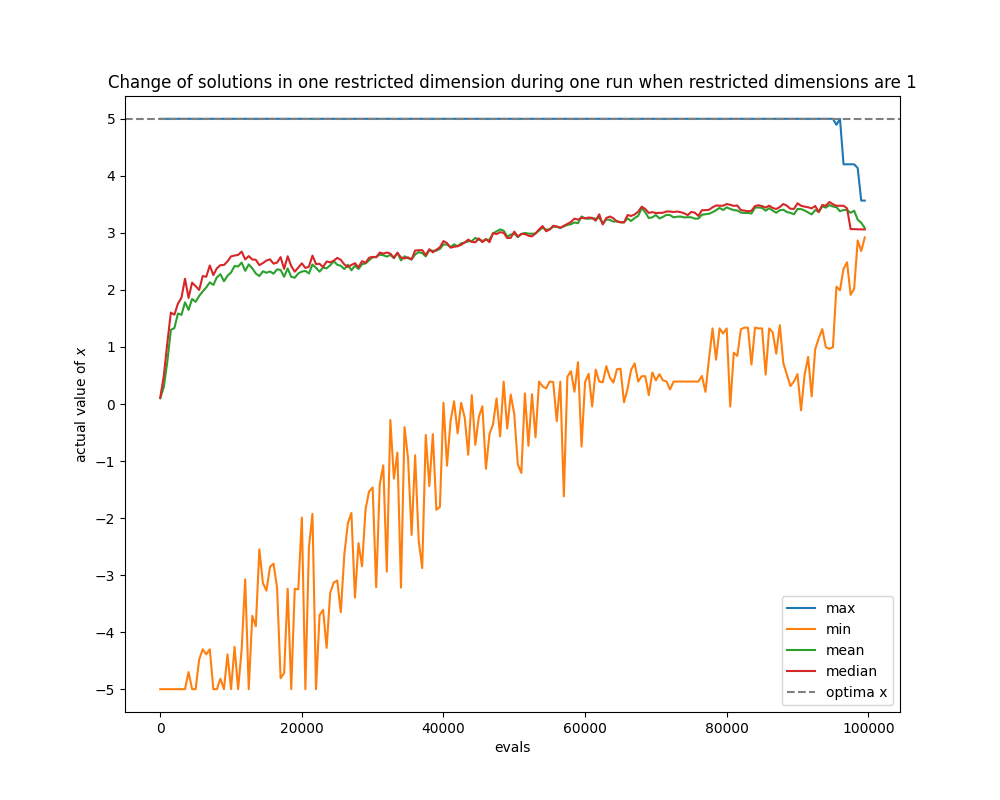 Change of solutions in one restricted dimension during one run when restricted dimensions are 1
actual value of x
5
4
3
2
1
0
−1
−2
−3
−4
−5
0
20000
40000
60000
80000
100000
evals
max
min
mean
median
optima x